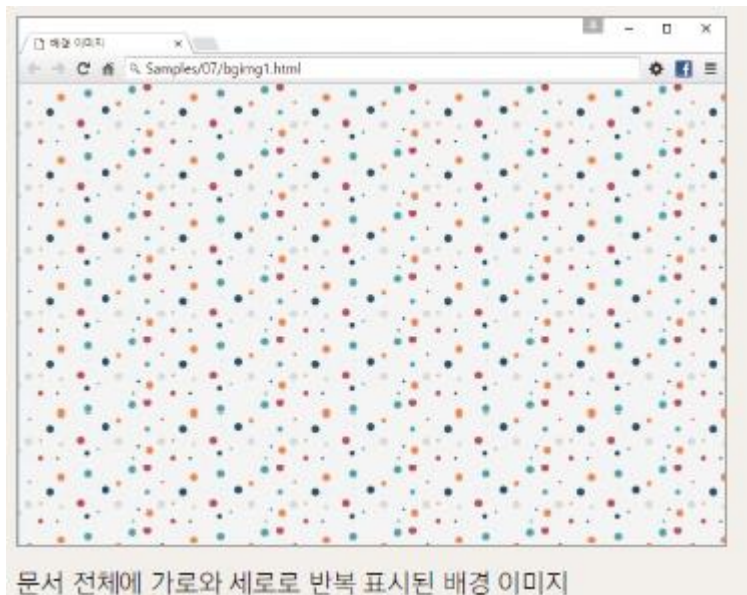 배경 이미지
Samples/07/bgimg1.html
문서 전체에 가로와 세로로 반복 표시된 배경 이미지